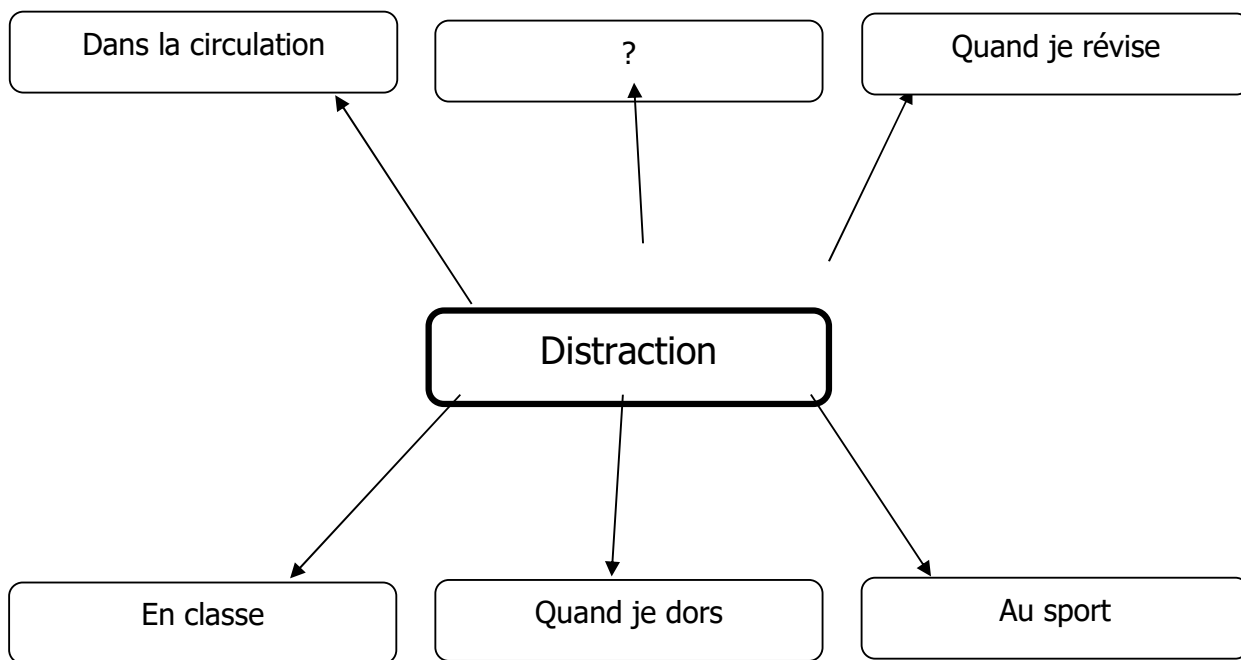 Dans la circulation
?
Quand je révise
Distraction
En classe
Quand je dors
Au sport